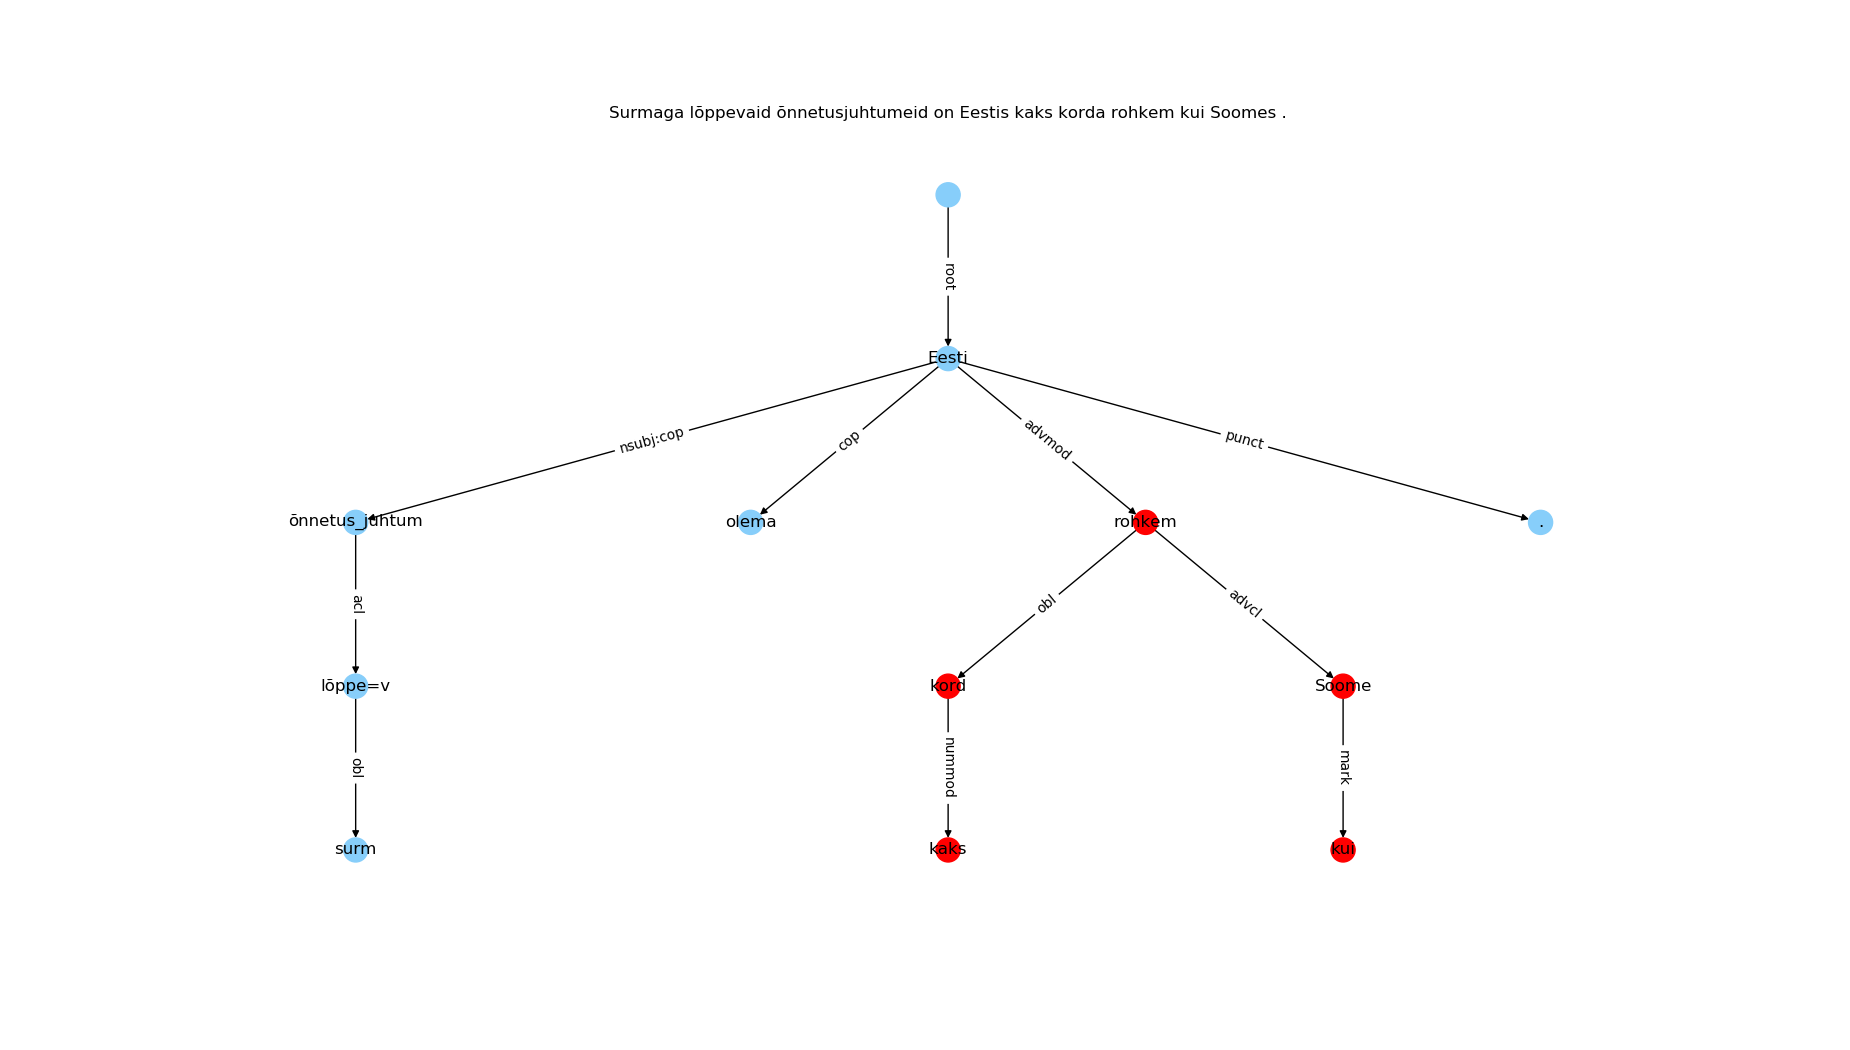 Surmaga lõppevaid õnnetusjuhtumeid on Eestis kaks korda rohkem kui Soomes .
root
Eesti
nsubj:cop
cop
advmod
punct
õnnetus_juhtum
olema
rohkem
.
acl
obl
advcl
lõppe=v
kord
Soome
obl
nummod
mark
surm
kaks
kui